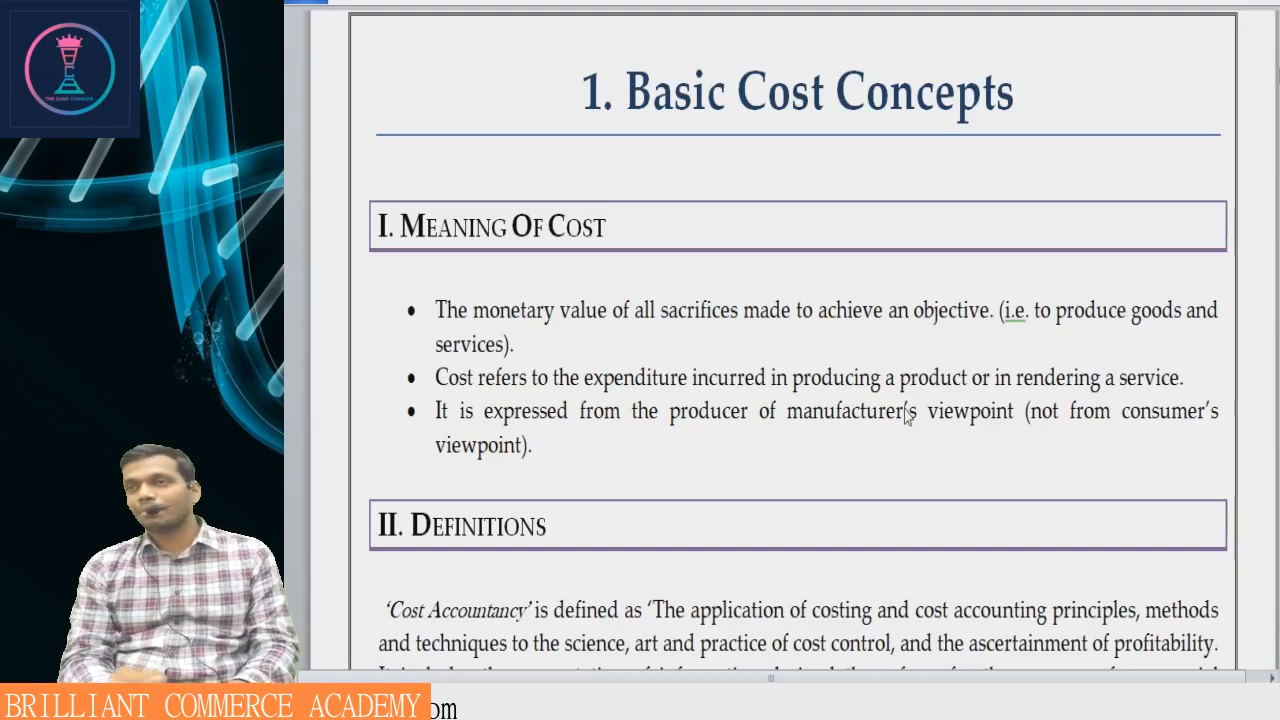 THE GAME CHANGER
1. Basic Cost Concepts
I. MEANING OF COST
• The monetary value of all sacrifices made to achieve an objective. (i.e. to produce goods and
services).
• Cost refers to the expenditure incurred in producing a product or in rendering a service.
• It is expressed from the producer of manufacturer's viewpoint (not from consumer's
viewpoint).
II. DEFINITIONS
'Cost Accountancy' is defined as 'The application of costing and cost accounting principles, methods
and techniques to the science, art and practice of cost control, and the ascertainment of profitability.
BRILLIANT COMMERCE ACADEMY om